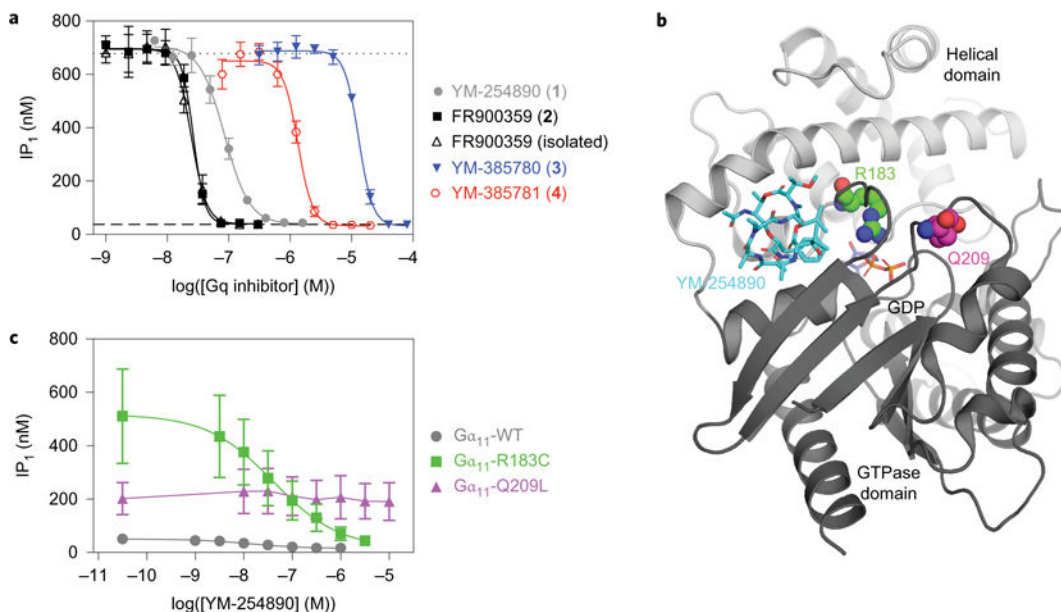 a
800
600
400
200
0
IP1 (nM)
–9 –8 –7 –6 –5 –4
log([Gq inhibitor] (M))
YM-254890 (1)
FR900359 (2)
FR900359 (isolated)
YM-385780 (3)
YM-385781 (4)
b
Helical
domain
R183
Q209
YM-254890
GDP
GTPase
domain
c
800
600
400
200
0
IP1 (nM)
–11 –10 –9 –8 –7 –6 –5
log([YM-254890] (M))
Gα11-WT
Gα11-R183C
Gα11-Q209L